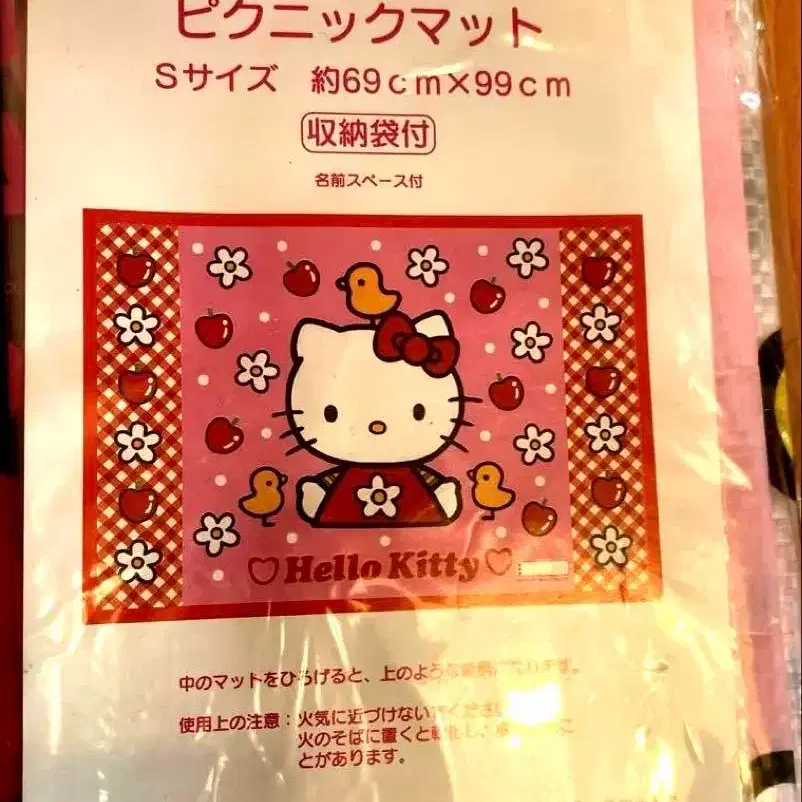 ピクニックマット
Sサイズ 約69cm×99cm
収納袋付
名前スペース付
Hello Kitty
中のマットをひろげると、上のような
使用上の注意：火気に近づけない
火のそばに置くと
とがあります。